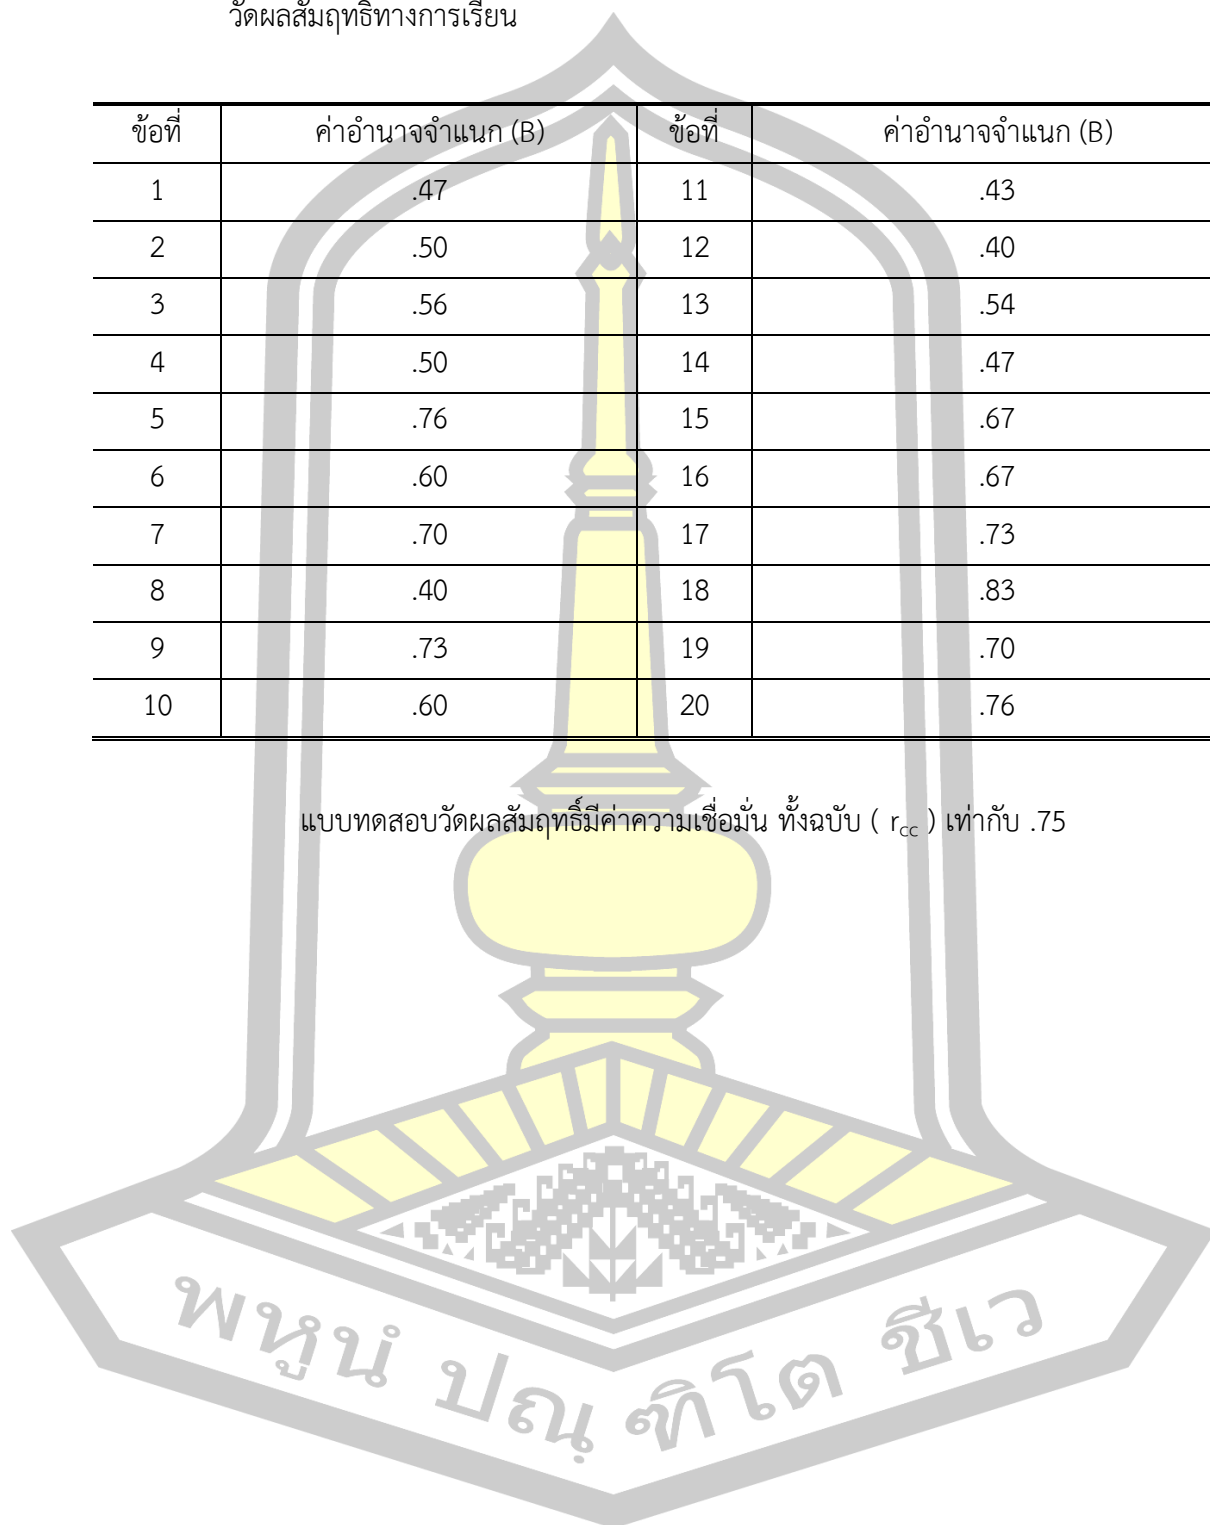 วัดผลสัมฤทธิ์ทางการเรียน
ข้อที่ ค่าอำนาจจำแนก (B) ข้อที่ ค่าอำนาจจำแนก (B)
1 .47 11 .43
2 .50 12 .40
3 .56 13 .54
4 .50 14 .47
5 .76 15 .67
6 .60 16 .67
7 .70 17 .73
8 .40 18 .83
9 .73 19 .70
10 .60 20 .76
แบบทดสอบวัดผลสัมฤทธิ์มีค่าความเชื่อมั่น ทั้งฉบับ ( rcc ) เท่ากับ .75
พหูนํ ปณฺฑิโต ชีเว